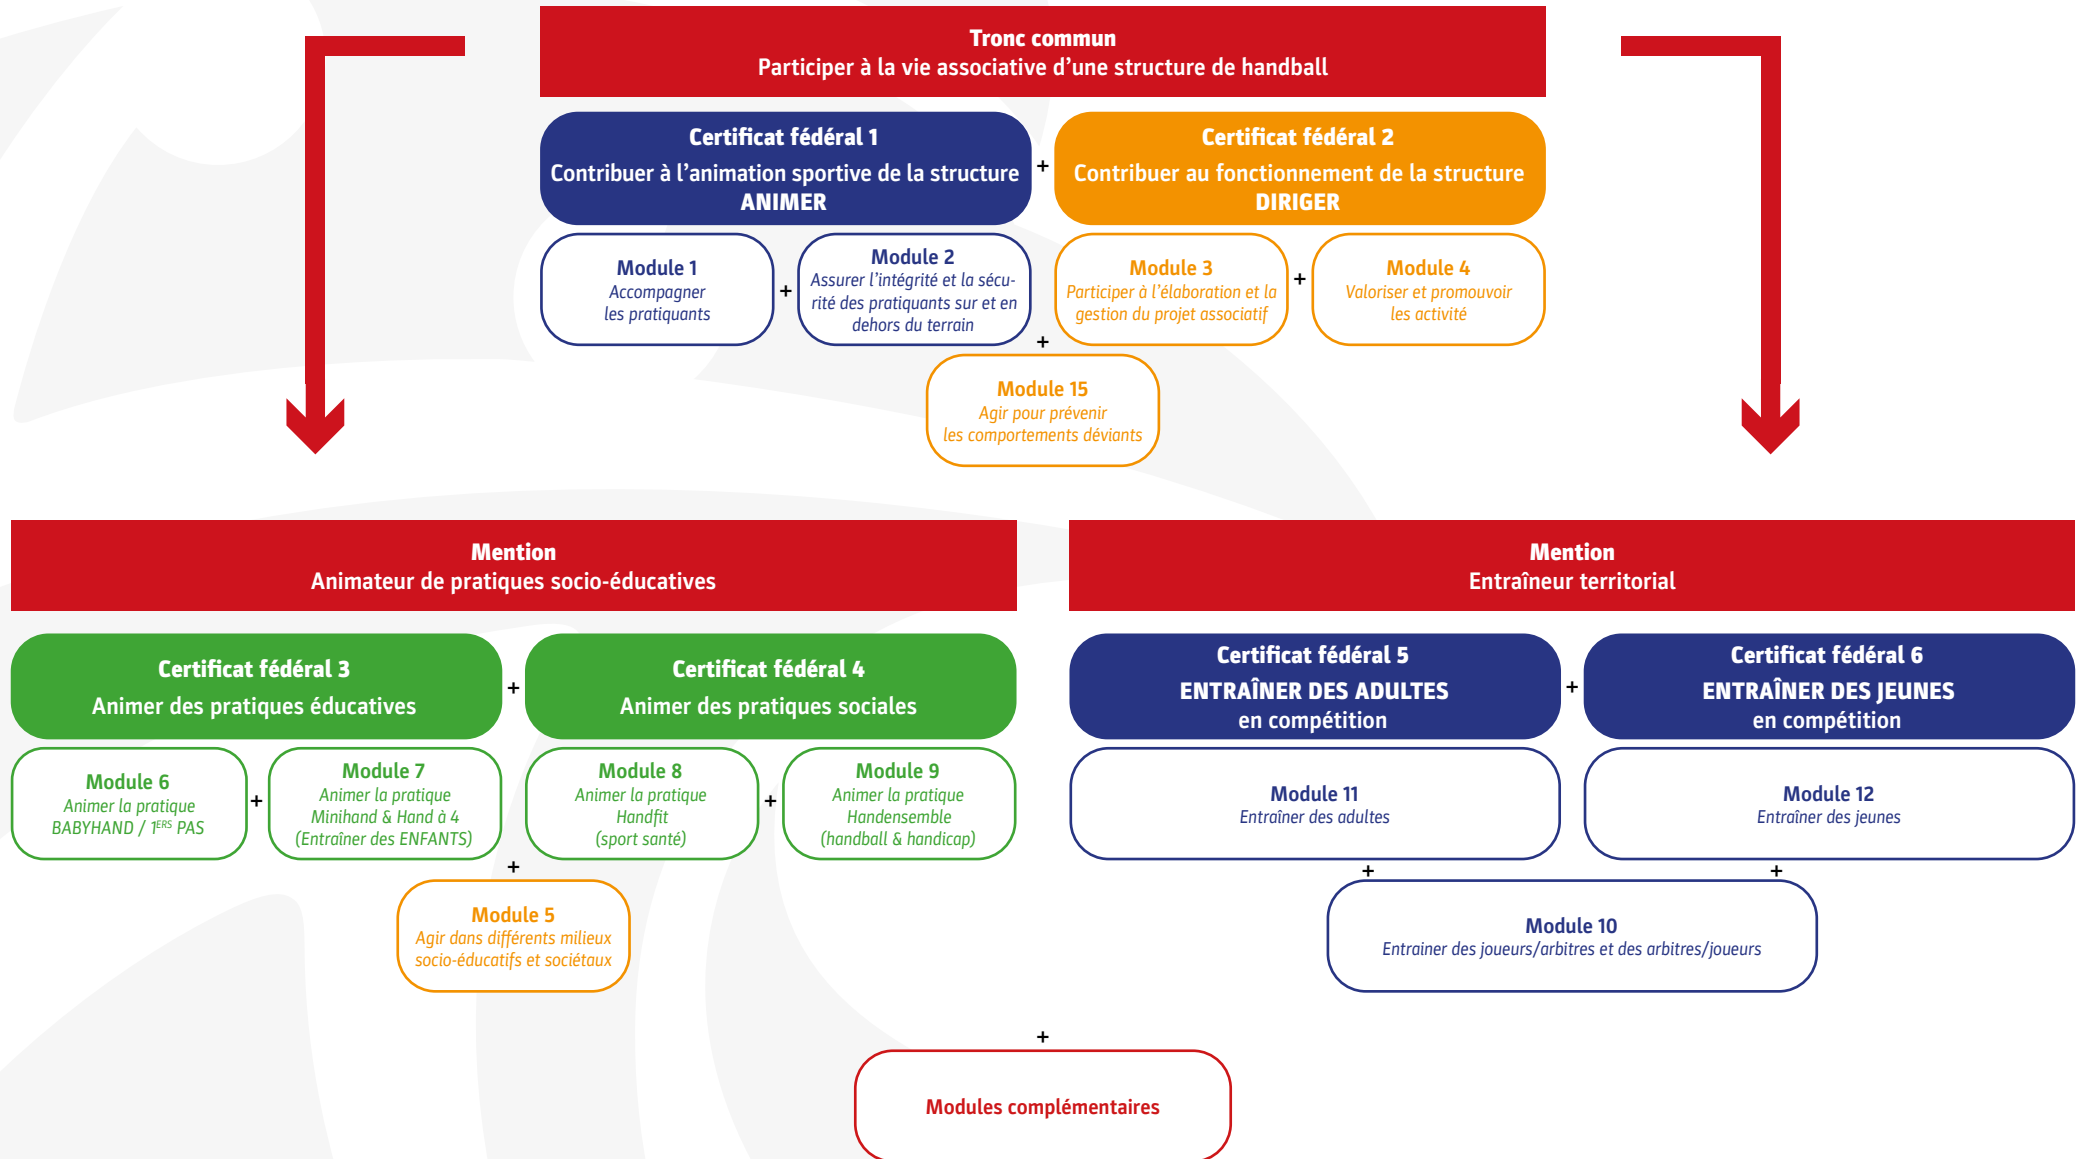 Tronc commun
Participer à la vie associative d’une structure de handball
Certificat fédéral 1
Contribuer à l’animation sportive de la structure
ANIMER
+
Certificat fédéral 2
Contribuer au fonctionnement de la structure
DIRIGER
Module 1
Accompagner
les pratiquants
+
Module 2
Assurer l’intégrité et la sécu-
rité des pratiquants sur et en
dehors du terrain
Module 3
Participer à l’élaboration et la
gestion du projet associatif
+
Module 4
Valoriser et promouvoir
les activité
+
Module 15
Agir pour prévenir
les comportements déviants
Mention
Animateur de pratiques socio-éducatives
Certificat fédéral 3
Animer des pratiques éducatives
+
Certificat fédéral 4
Animer des pratiques sociales
Module 6
Animer la pratique
BABYHAND / 1ERS PAS
+
Module 7
Animer la pratique
Minihand & Hand à 4
(Entraîner des ENFANTS)
Module 8
Animer la pratique
Handfit
(sport santé)
+
Module 9
Animer la pratique
Handensemble
(handball & handicap)
+
Module 5
Agir dans différents milieux
socio-éducatifs et sociétaux
Mention
Entraîneur territorial
Certificat fédéral 5
ENTRAÎNER DES ADULTES
en compétition
+
Certificat fédéral 6
ENTRAÎNER DES JEUNES
en compétition
Module 11
Entraîner des adultes
Module 12
Entraîner des jeunes
+
+
Module 10
Entrainer des joueurs/arbitres et des arbitres/joueurs
+
Modules complémentaires